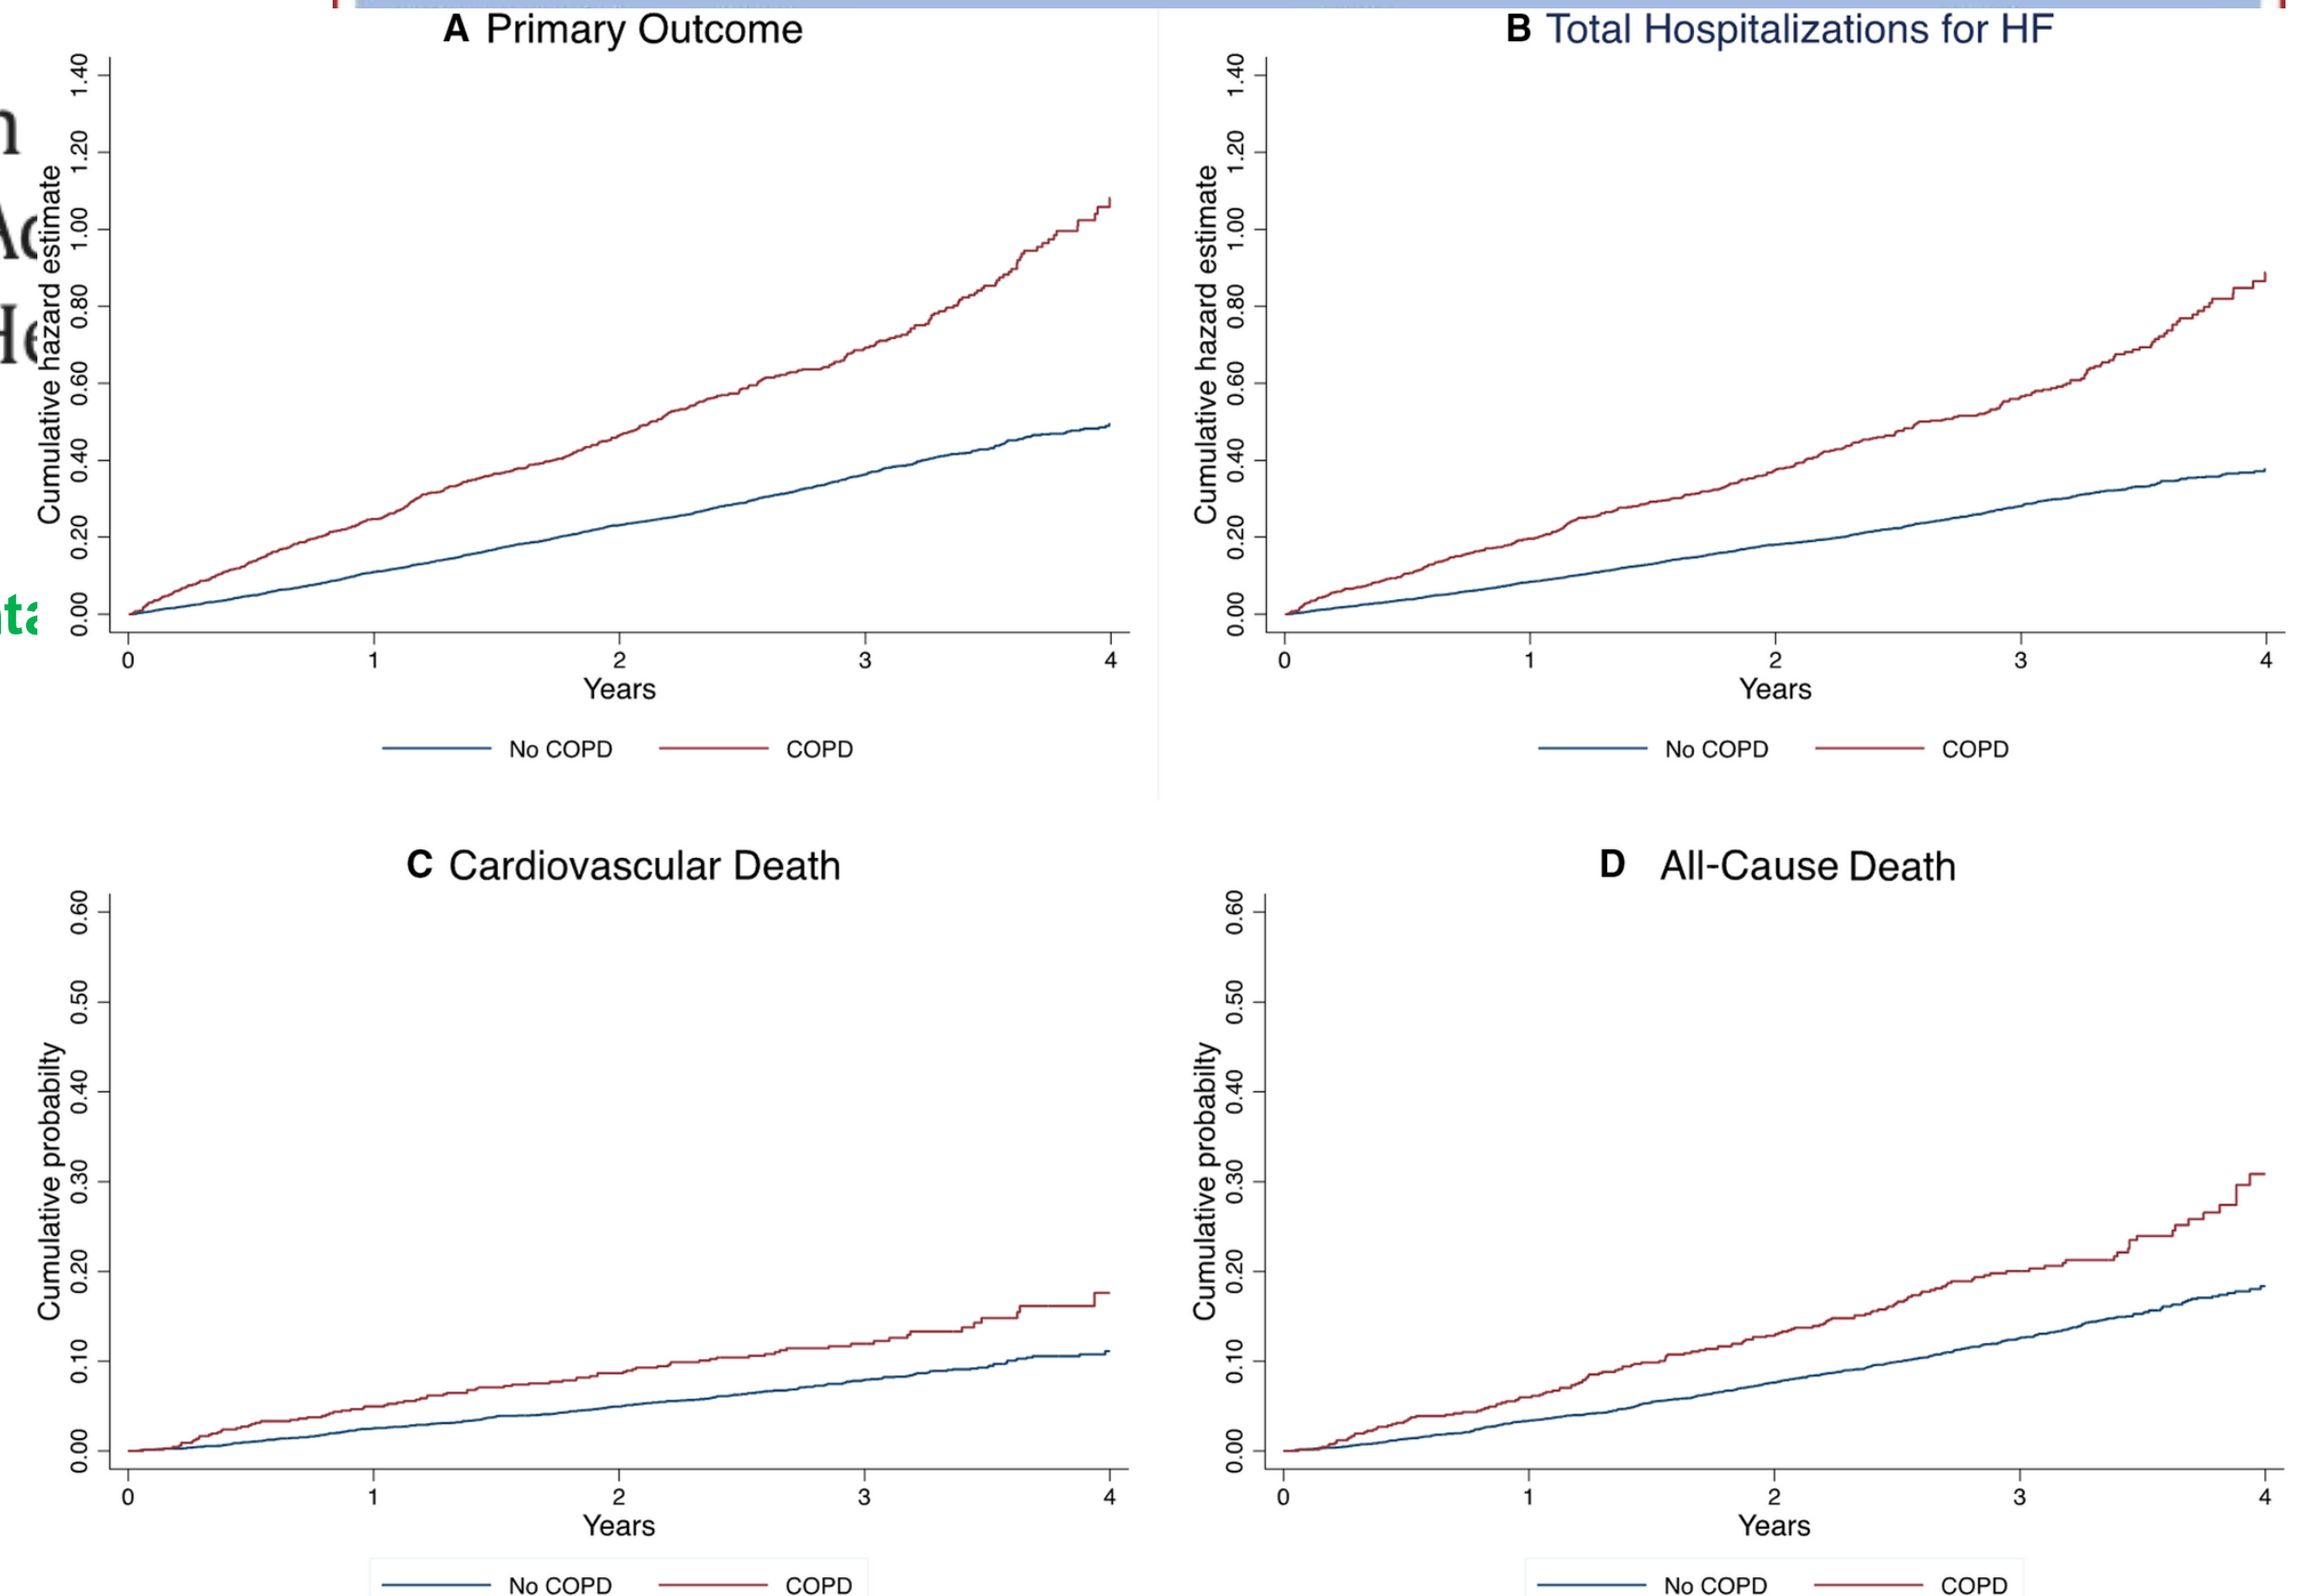 A Primary Outcome
Cumulative hazard estimate
1.40
1.20
1.00
0.80
0.60
0.40
0.20
0.00
0 1 2 3 4
Years
No COPD COPD
B Total Hospitalizations for HF
Cumulative hazard estimate
1.40
1.20
1.00
0.80
0.60
0.40
0.20
0.00
0 1 2 3 4
Years
No COPD COPD
C Cardiovascular Death
Cumulative probabilty
0.60
0.50
0.40
0.30
0.20
0.10
0.00
0 1 2 3 4
Years
No COPD COPD
D All-Cause Death
Cumulative probabilty
0.60
0.50
0.40
0.30
0.20
0.10
0.00
0 1 2 3 4
Years
No COPD COPD